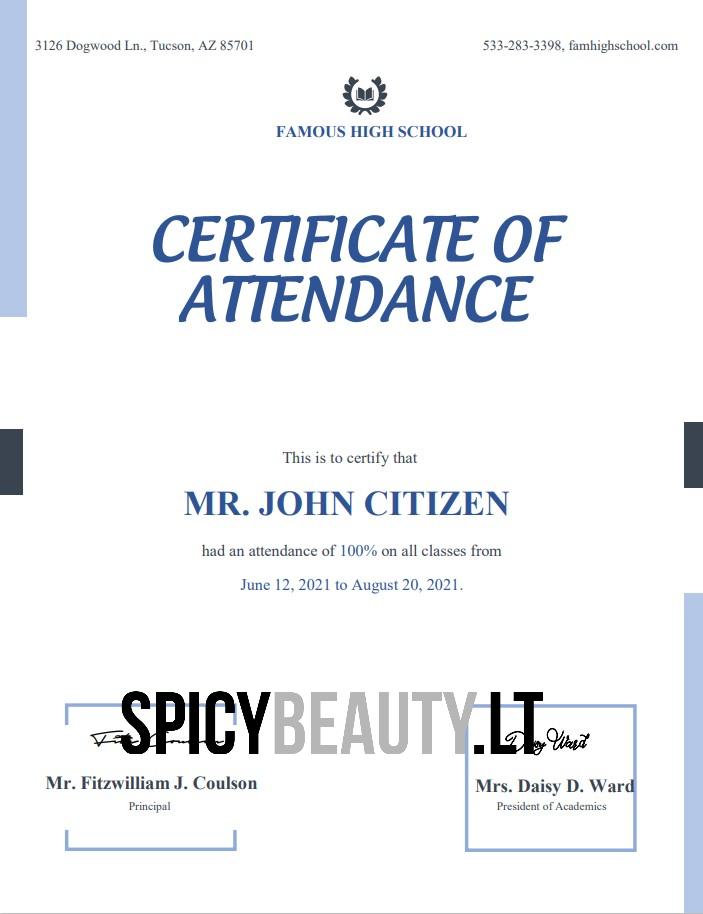 3126 Dogwood Ln., Tucson, AZ 85701
533-283-3398, famhighschool.com
FAMOUS HIGH SCHOOL
CERTIFICATE OF
ATTENDANCE
This is to certify that
MR. JOHN CITIZEN
had an attendance of 100% on all classes from
June 12, 2021 to August 20, 2021.
SPICYBEAUTY.LT
Daisy Ward
Mr. Fitzwilliam J. Coulson
Mrs. Daisy D. Ward
Principal
President of Academics